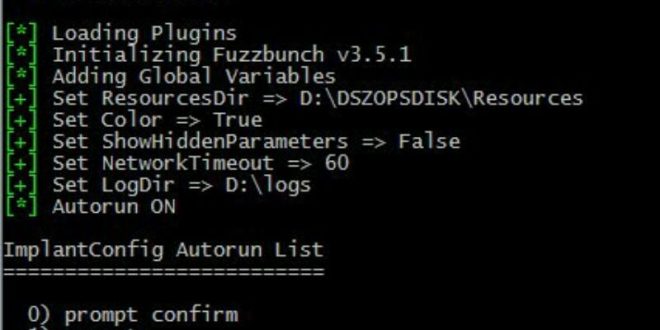 [*] Loading Plugins
[*] Initializing Fuzzbunch v3.5.1
[*] Adding Global Variables
[+] Set ResourcesDir => D:\DSZOPSDISK\Resources
[+] Set Color => True
[+] Set ShowHiddenParameters => False
[+] Set NetworkTimeout => 60
[+] Set LogDir => D:\logs
[*] Autorun ON
ImplantConfig Autorun List
==========================
0) prompt confirm